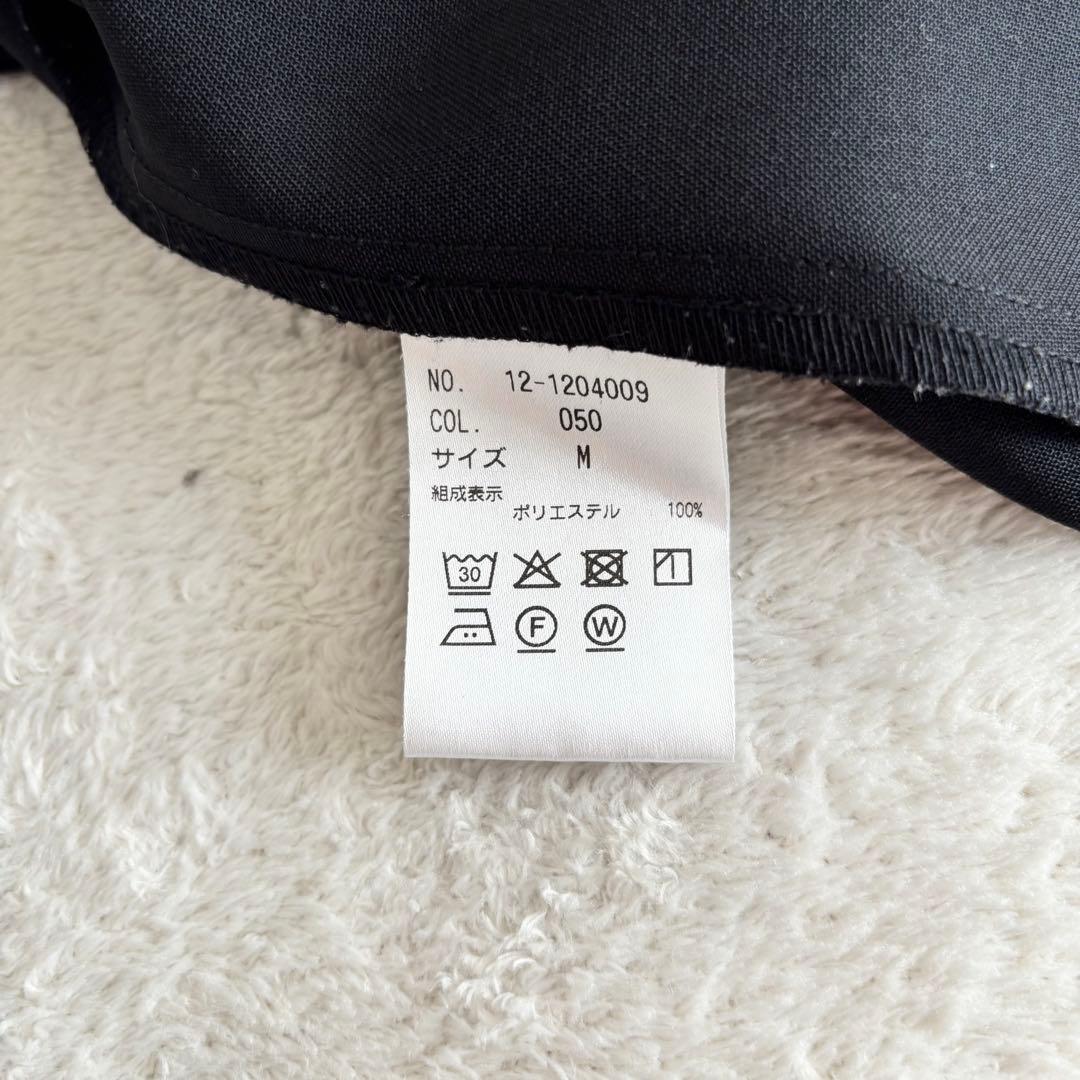 NO. 12-1204009
COL. 050
サイズ M
組成表示
ポリエステル 100%
30
F W